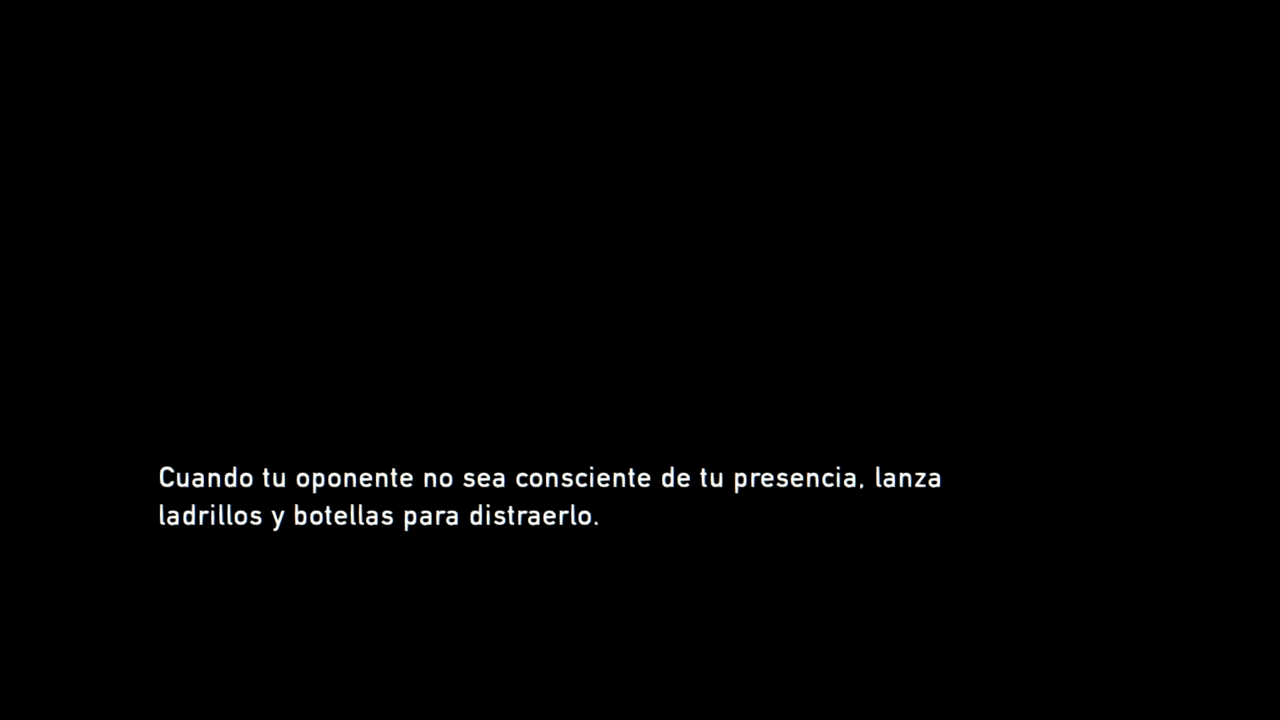 Cuando tu oponente no sea consciente de tu presencia, lanza
ladrillos y botellas para distraerlo.